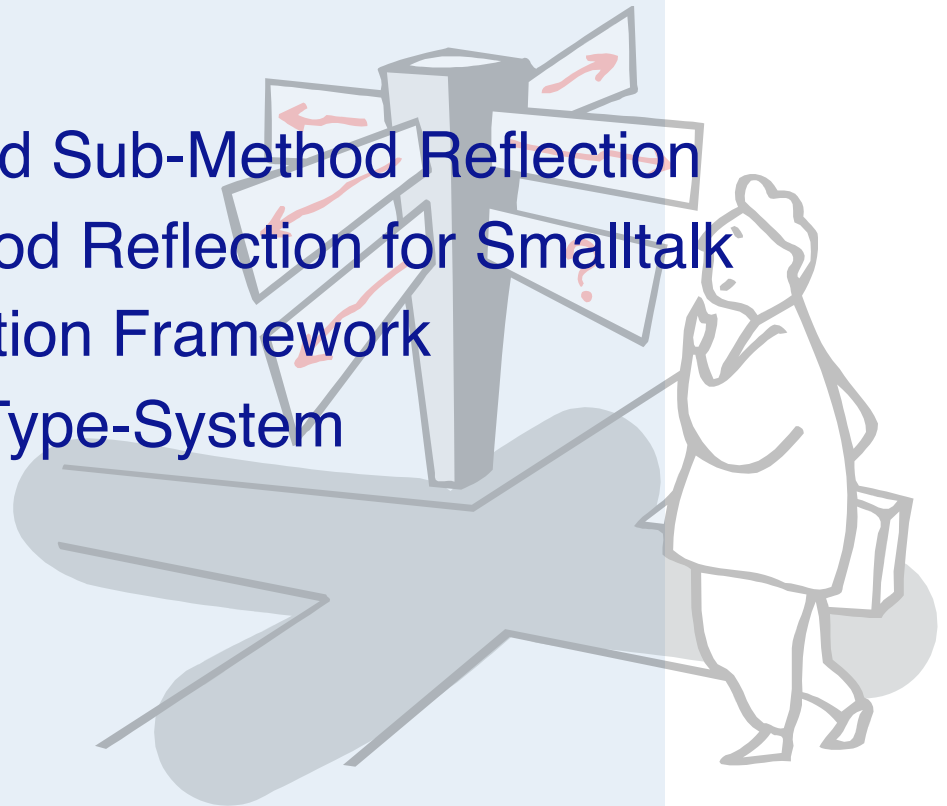 d Sub-Method Reflection
od Reflection for Smalltalk
tion Framework
Type-System
?